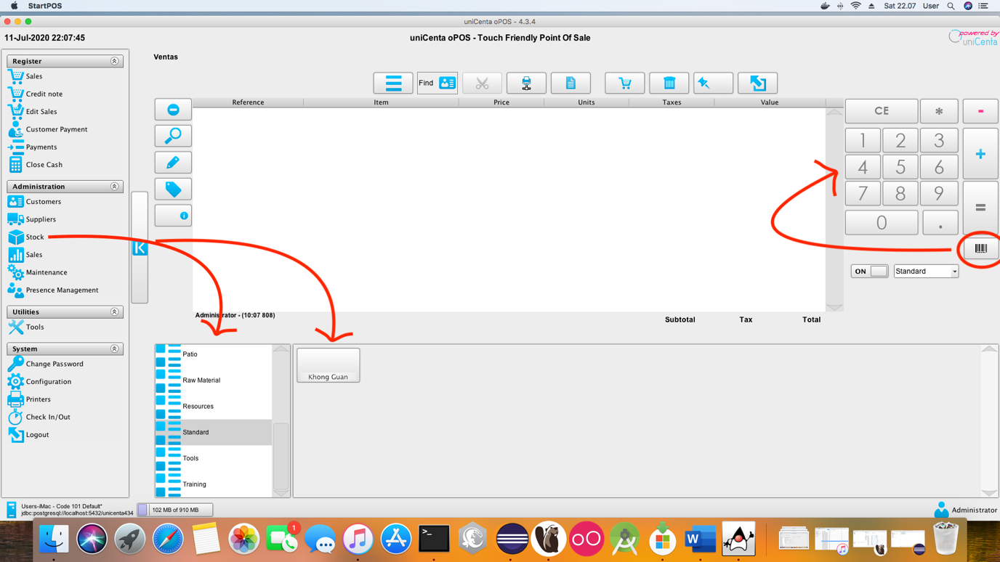 StartPOS
Sat 22.07 User
uniCenta oPOS - 4.3.4
11-Jul-2020 22:07:45
uniCenta oPOS - Touch Friendly Point Of Sale
powered by
uniCenta
Register
Sales
Credit note
Edit Sales
Customer Payment
Payments
Close Cash
Administration
Customers
Suppliers
Stock
Sales
Maintenance
Presence Management
Utilities
Tools
System
Change Password
Configuration
Printers
Check In/Out
Logout
Ventas
Find
Reference Item Price Units Taxes Value
CE * -
1 2 3 +
4 5 6
7 8 9 =
0 .
ON Standard
Administrator - (10:07 808)
Subtotal Tax Total
Patio
Raw Material
Resources
Standard
Tools
Training
Khong Guan
Users-iMac - Code 101 Default*
jdbc:postgresql://localhost:5432/unicenta434
102 MB of 910 MB
Administrator
1
>_
W